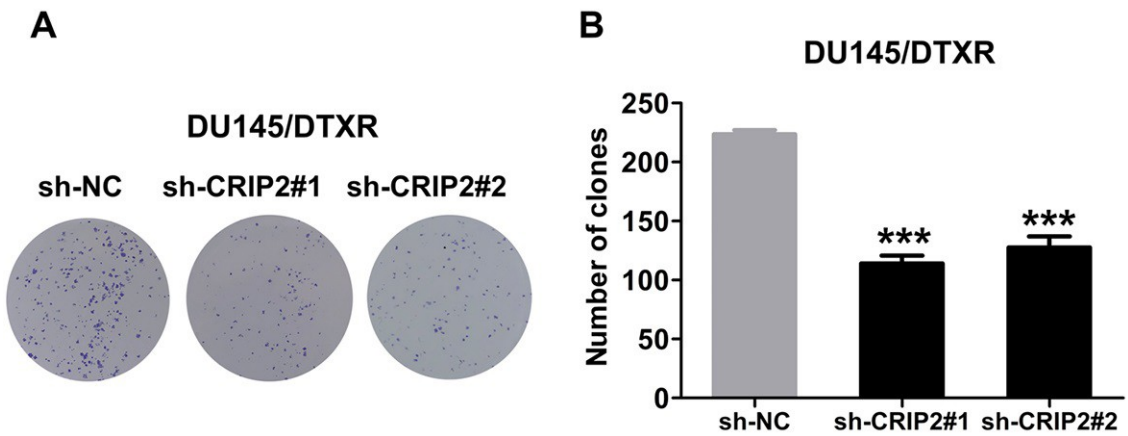 A
DU145/DTXR
sh-NC sh-CRIP2#1 sh-CRIP2#2
B
DU145/DTXR
Number of clones
250
200
150
100
50
0
***
***
sh-NC sh-CRIP2#1 sh-CRIP2#2